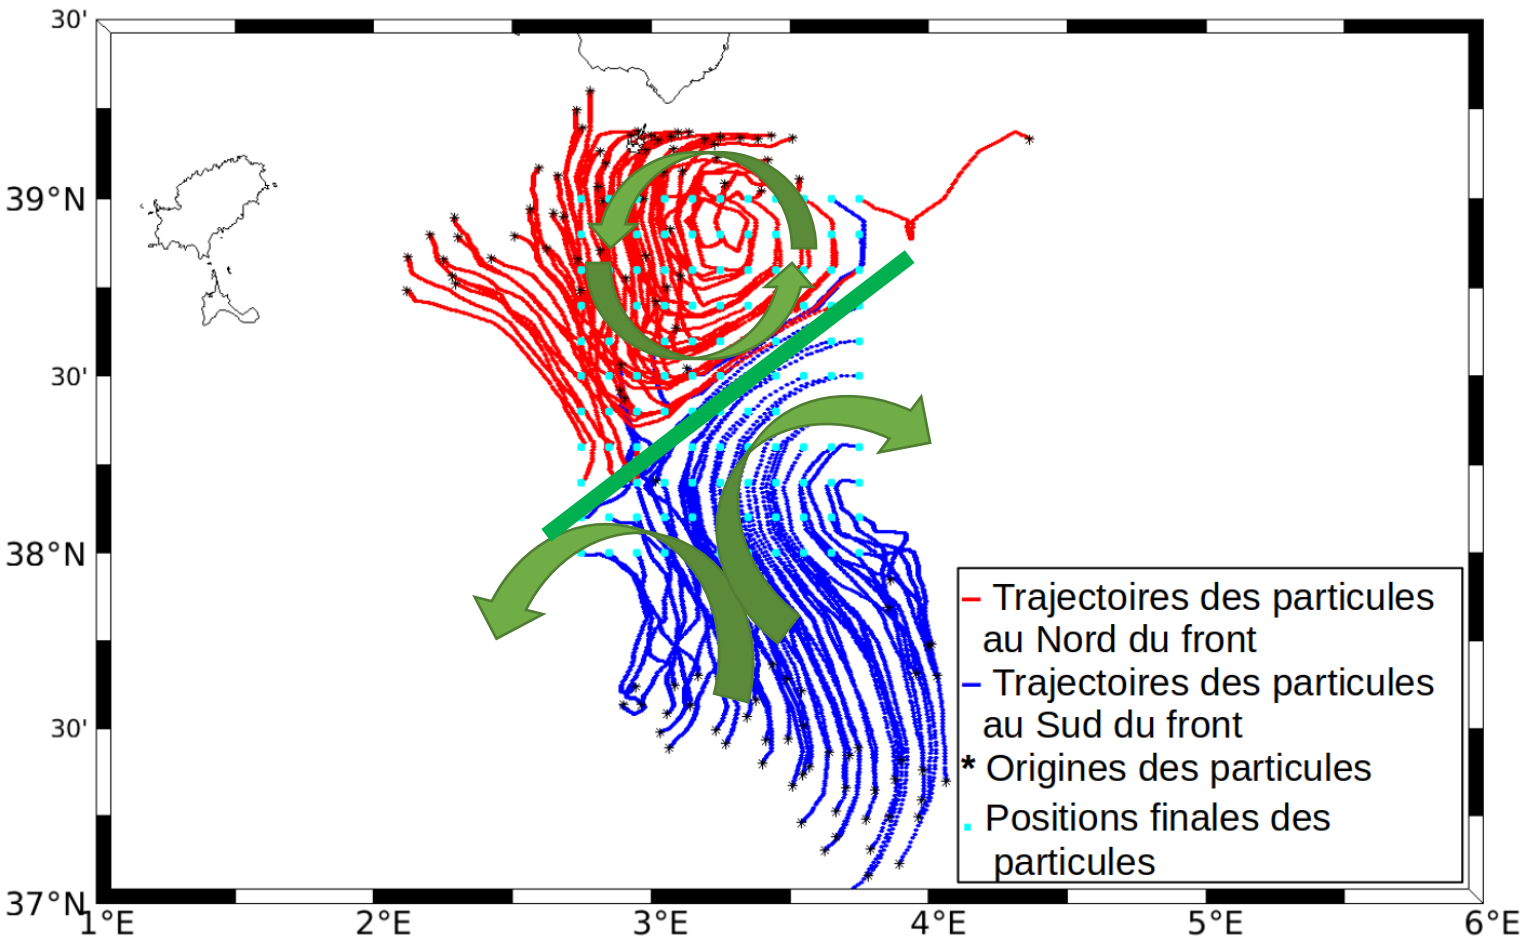 30'
39°N
30'
38°N
30'
37°N
1°E
2°E
3°E
4°E
5°E
6°E
– Trajectoires des particules
au Nord du front
– Trajectoires des particules
au Sud du front
* Origines des particules
Positions finales des
particules